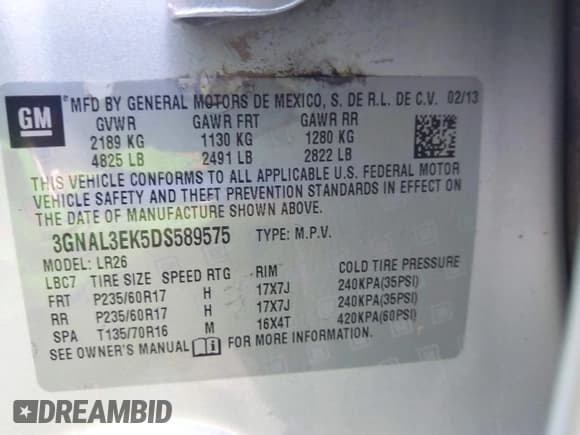 GM
®MFD BY GENERAL MOTORS DE MEXICO, S. DE R.L. DE C.V. 02/13
GVWR GAWR FRT GAWR RR
2189 KG 1130 KG 1280 KG
4825 LB 2491 LB 2822 LB
THIS VEHICLE CONFORMS TO ALL APPLICABLE U.S. FEDERAL MOTOR
VEHICLE SAFETY AND THEFT PREVENTION STANDARDS IN EFFECT ON
THE DATE OF MANUFACTURE SHOWN ABOVE.
3GNAL3EK5DS589575 TYPE: M.P.V.
MODEL: LR26
LBC7 TIRE SIZE SPEED RTG RIM COLD TIRE PRESSURE
FRT P235/60R17 H 17X7J 240KPA(35PSI)
RR P235/60R17 H 17X7J 240KPA(35PSI)
SPA T135/70R16 M 16X4T 420KPA(60PSI)
SEE OWNER'S MANUAL FOR MORE INFORMATION.
DREAMBID